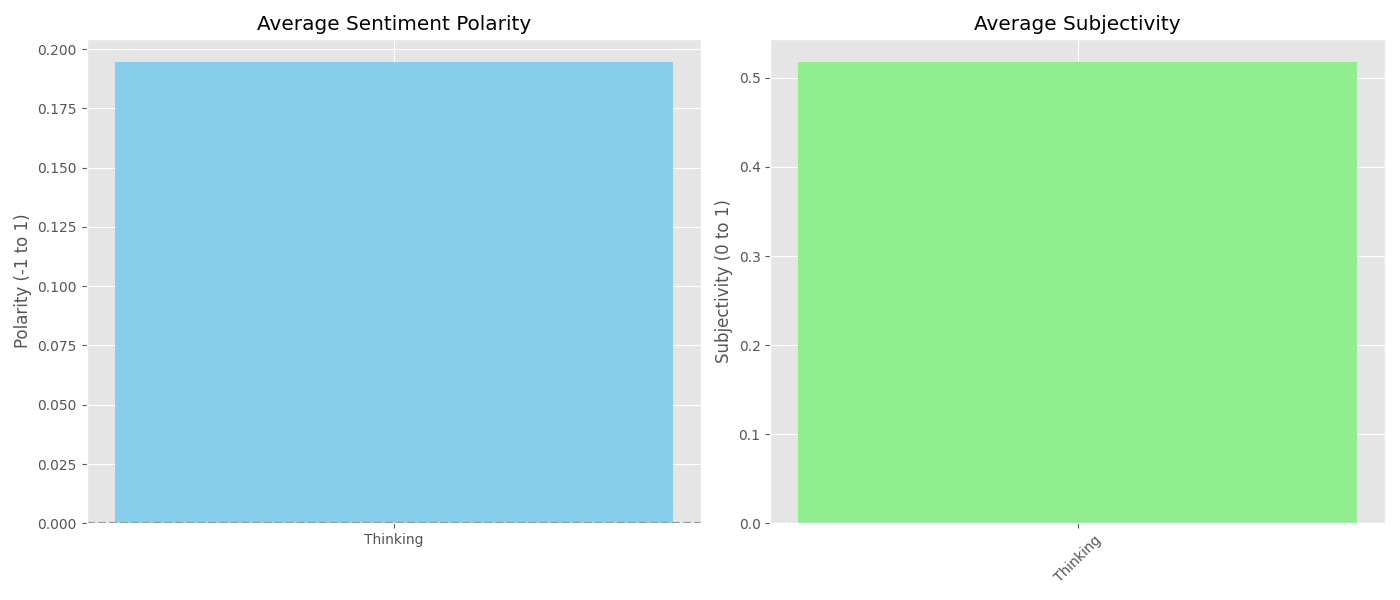 Average Sentiment Polarity
Polarity (-1 to 1)
0.200
0.175
0.150
0.125
0.100
0.075
0.050
0.025
0.000
Thinking
Average Subjectivity
Subjectivity (0 to 1)
0.5
0.4
0.3
0.2
0.1
0.0
Thinking